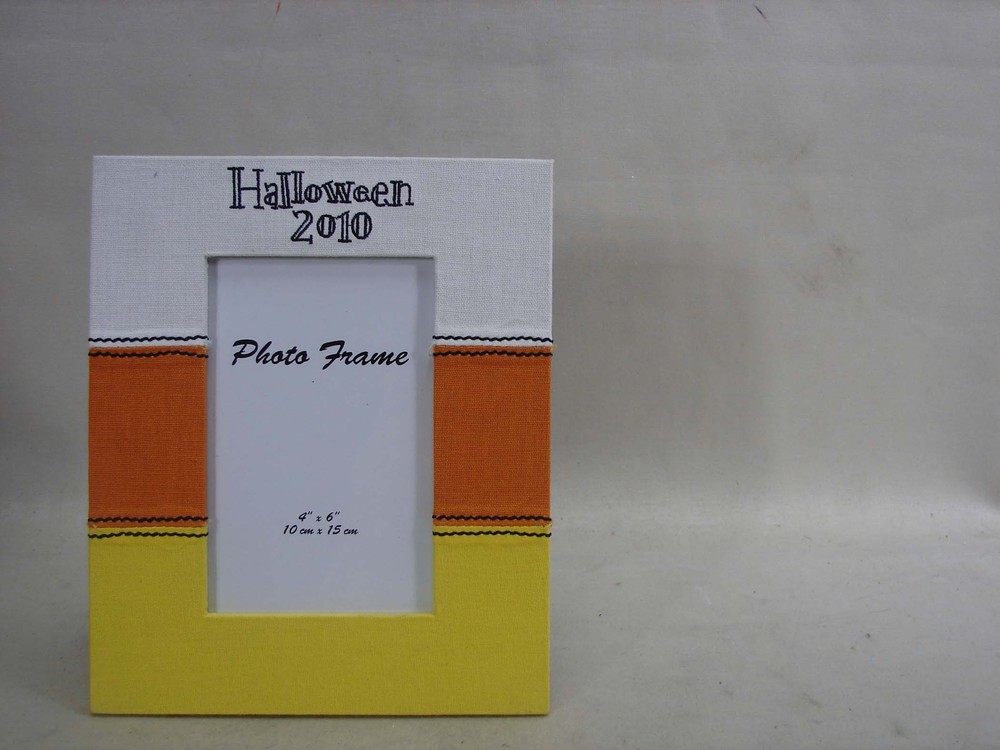 Halloween
2010
Photo Frame
4" x 6"
10 cm x 15 cm